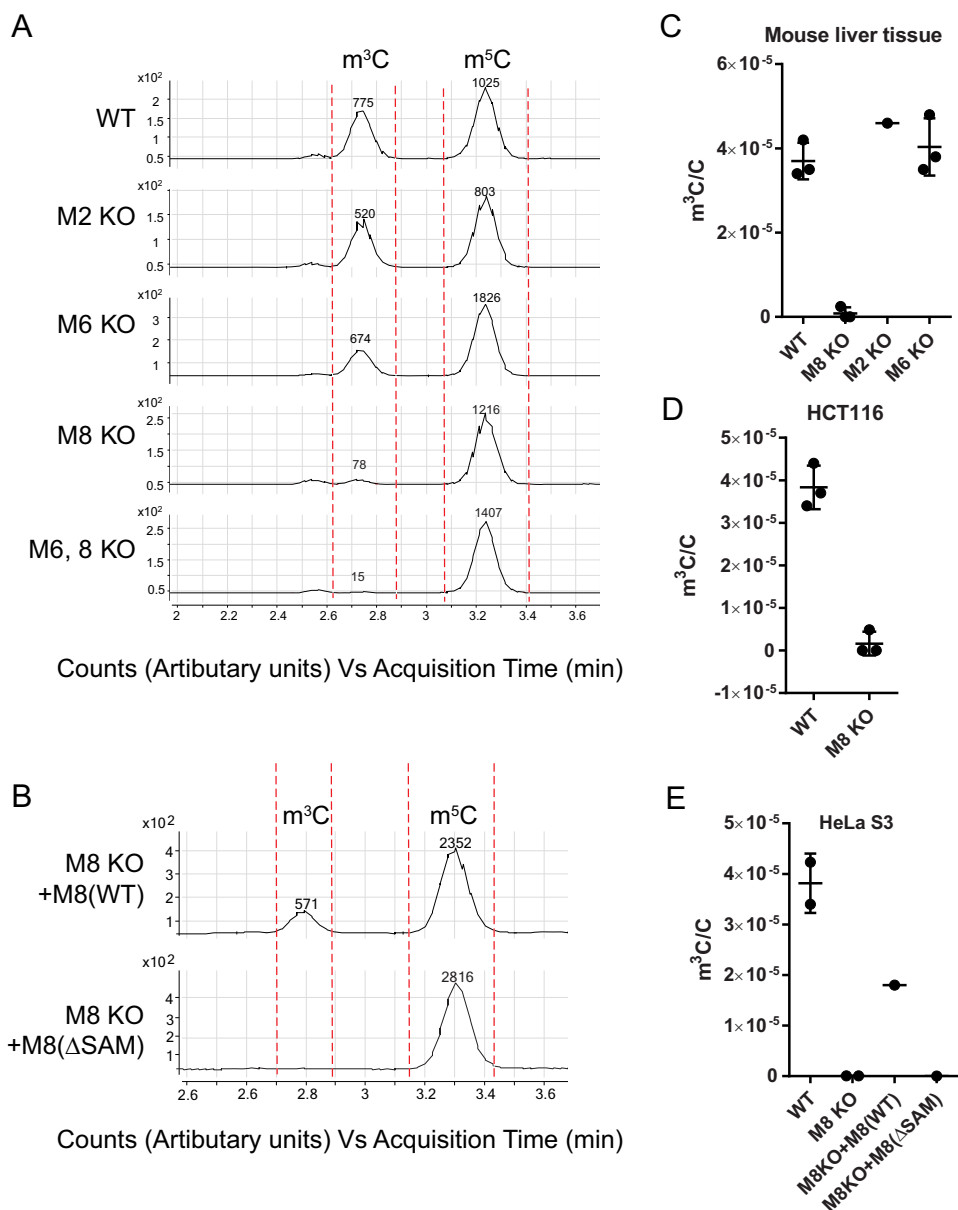 A
m³C m⁵C
WT
x10²
2
1.5
1
0.5
775
1025
M2 KO
x10²
1.5
1
0.5
520
803
M6 KO
x10²
3
2
1
674
1826
M8 KO
x10²
2.5
1.5
1
0.5
78
1216
M6, 8 KO
x10²
2.5
1.5
1
0.5
15
1407
2 2.2 2.4 2.6 2.8 3 3.2 3.4 3.6
Counts (Artibutary units) Vs Acquisition Time (min)
B
m³C m⁵C
M8 KO
+M8(WT)
x10²
4
3
2
1
571
2352
M8 KO
+M8(ΔSAM)
x10²
4
3
2
1
2816
2.6 2.6 2.8 3 3.2 3.4 3.6
Counts (Artibutary units) Vs Acquisition Time (min)
C
Mouse liver tissue
m³C/C
6×10⁻⁵
4×10⁻⁵
2×10⁻⁵
0
WT
M8 KO
M2 KO
M6 KO
D
HCT116
m³C/C
5×10⁻⁵
4×10⁻⁵
3×10⁻⁵
2×10⁻⁵
1×10⁻⁵
0
-1×10⁻⁵
WT
M8 KO
E
HeLa S3
m³C/C
5×10⁻⁵
4×10⁻⁵
3×10⁻⁵
2×10⁻⁵
1×10⁻⁵
0
WT
M8 KO
M8KO+M8(WT)
M8KO+M8(ΔSAM)